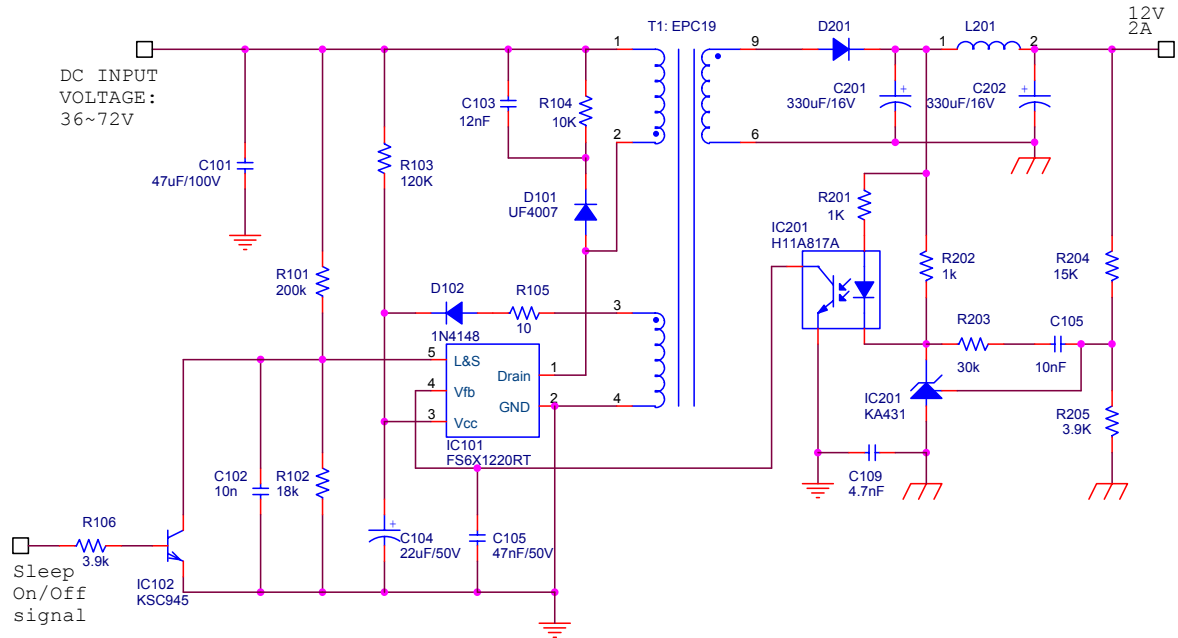 T1: EPC19
12V
2A
1
9
D201
1
L201
2
DC INPUT
VOLTAGE:
36~72V
C103
12nF
R104
10K
C201
330uF/16V
+
C202
330uF/16V
+
2
6
C101
47uF/100V
R103
120K
D101
UF4007
R201
1K
IC201
H11A817A
R202
1k
R204
15K
R101
200k
D102
1N4148
R105
10
3
R203
30k
C105
10nF
5
L&S
4
Vfb
3
Vcc
Drain
1
GND
2
4
IC101
FS6X1220RT
IC201
KA431
R205
3.9K
C102
10n
R102
18k
C109
4.7nF
R106
3.9k
+
C104
22uF/50V
C105
47nF/50V
IC102
KSC945
Sleep
On/Off
signal